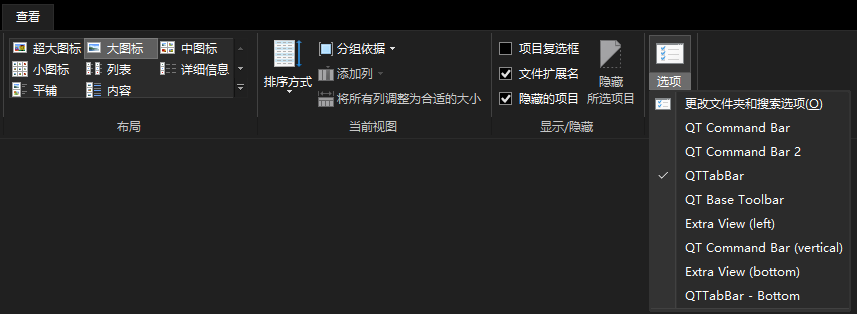 查看
超大图标
大图标
中图标
小图标
列表
详细信息
平铺
内容
布局
排序方式
分组依据
添加列
将所有列调整为合适的大小
当前视图
项目复选框
文件扩展名
隐藏的项目
隐藏
所选项目
显示/隐藏
选项
更改文件夹和搜索选项(O)
QT Command Bar
QT Command Bar 2
QTTabBar
QT Base Toolbar
Extra View (left)
QT Command Bar (vertical)
Extra View (bottom)
QTTabBar - Bottom